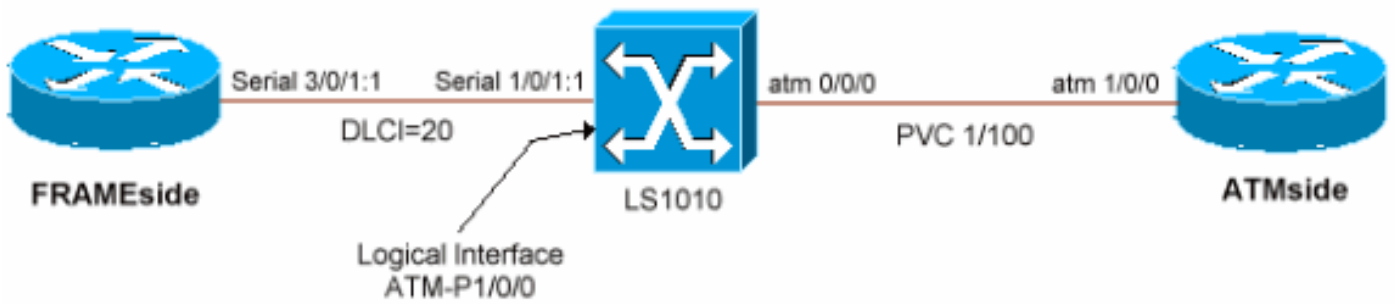 Serial 3/0/1:1 Serial 1/0/1:1 atm 0/0/0 atm 1/0/0
DLCI=20 PVC 1/100
FRAMEside LS1010 ATMside
Logical Interface
ATM-P1/0/0